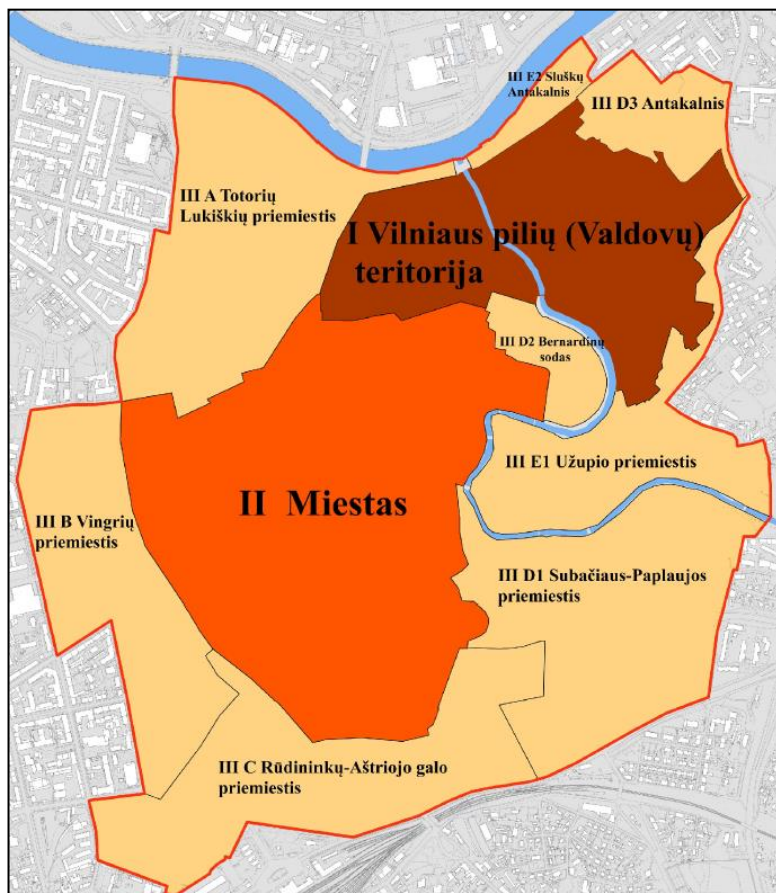 III E2 Sluškų
Antakalnis
III D3 Antakalnis
III A Totorių
Lukiškių priemiestis
I Vilniaus pilių (Valdovų)
teritorija
III D2 Bernardinų
sodas
III E1 Užupio priemiestis
II Miestas
III B Vingrių
priemiestis
III D1 Subačiaus-Paplaujos
priemiestis
III C Rūdininkų-Aštriojo galo
priemiestis